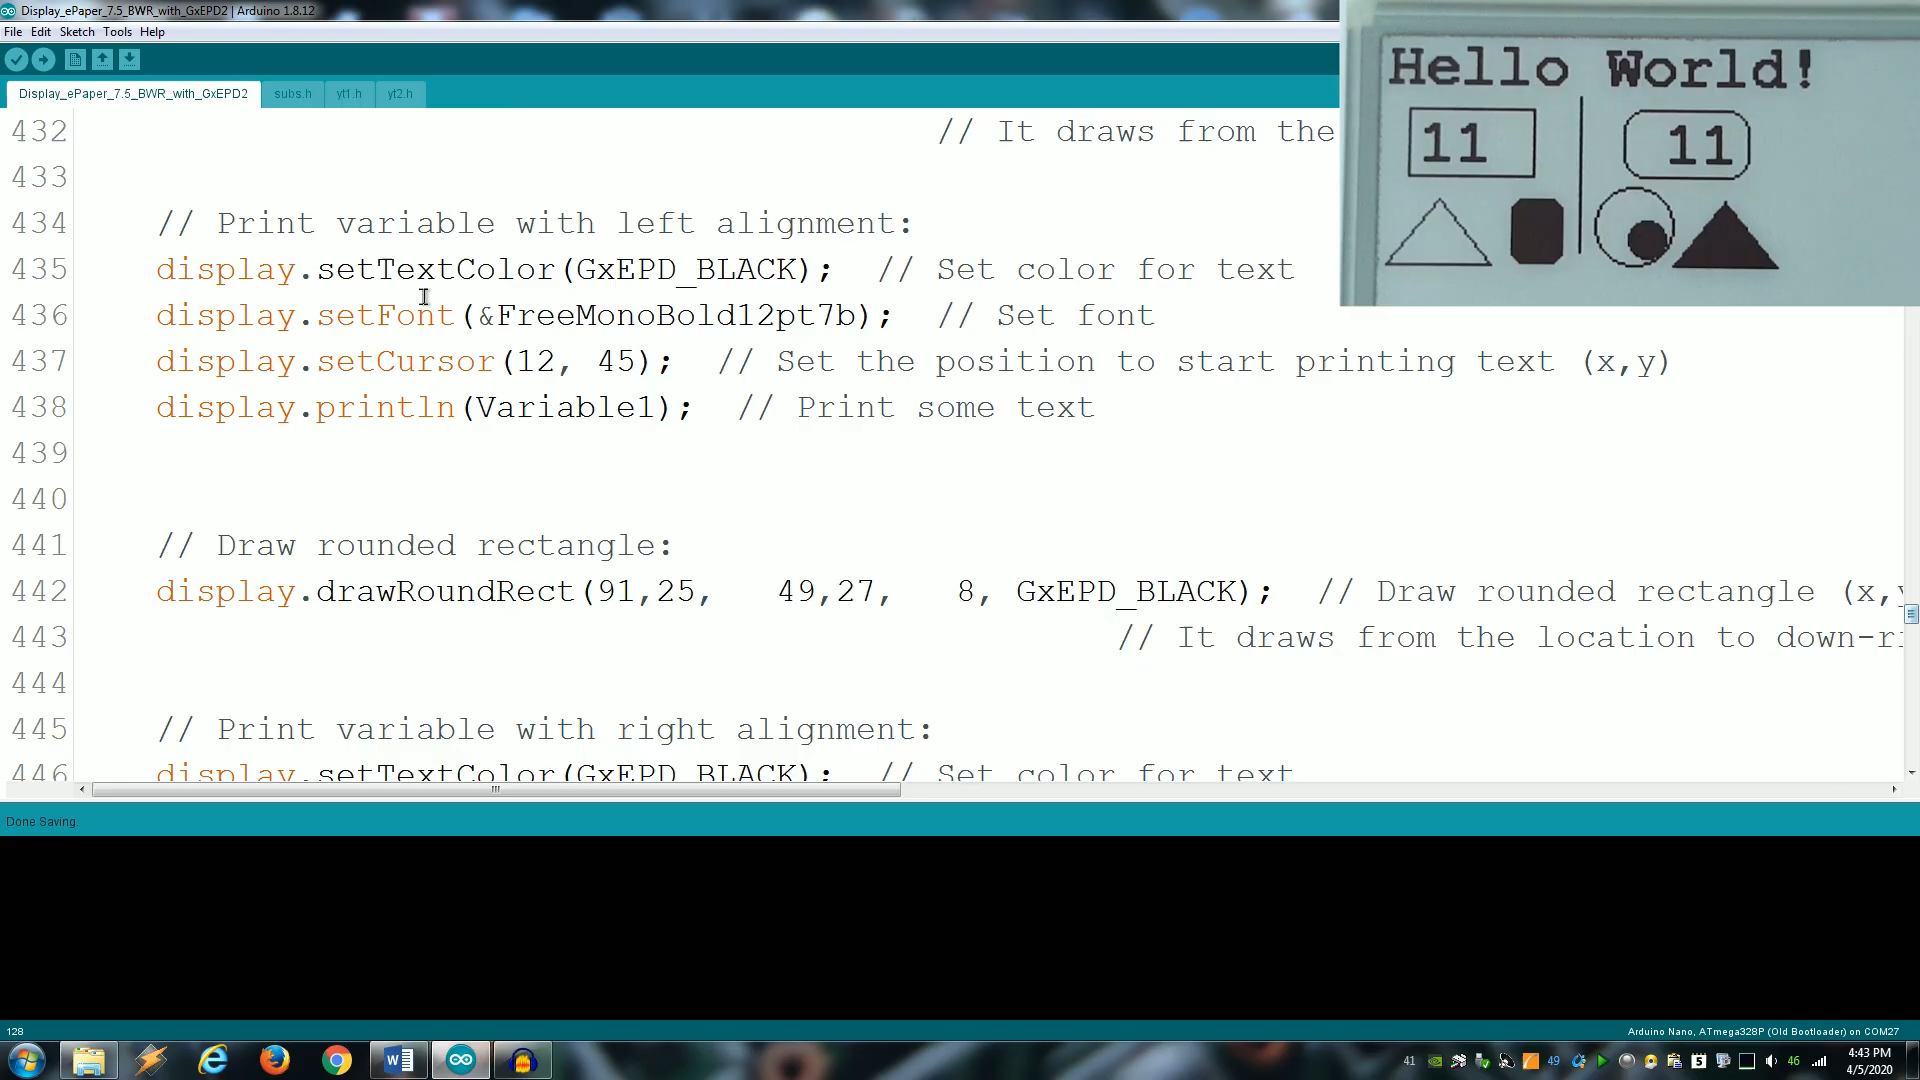 Display_ePaper_7.5_BWR_with_GxEPD2 | Arduino 1.8.12
File Edit Sketch Tools Help
Display_ePaper_7.5_BWR_with_GxEPD2 subs.h yt1.h yt2.h
Hello World!
11 11
432 // It draws from the
433
434 // Print variable with left alignment:
435 display.setTextColor(GxEPD_BLACK); // Set color for text
436 display.setFont(&FreeMonoBold12pt7b); // Set font
437 display.setCursor(12, 45); // Set the position to start printing text (x,y)
438 display.println(Variable1); // Print some text
439
440
441 // Draw rounded rectangle:
442 display.drawRoundRect(91,25, 49,27, 8, GxEPD_BLACK); // Draw rounded rectangle (x,y
443 // It draws from the location to down-ri
444
445 // Print variable with right alignment:
446 display.setTextColor(GxEPD_BLACK); // Set color for text
Done Saving.
128
Arduino Nano, ATmega328P (Old Bootloader) on COM27
41 49 5 46 4:43 PM
4/5/2020